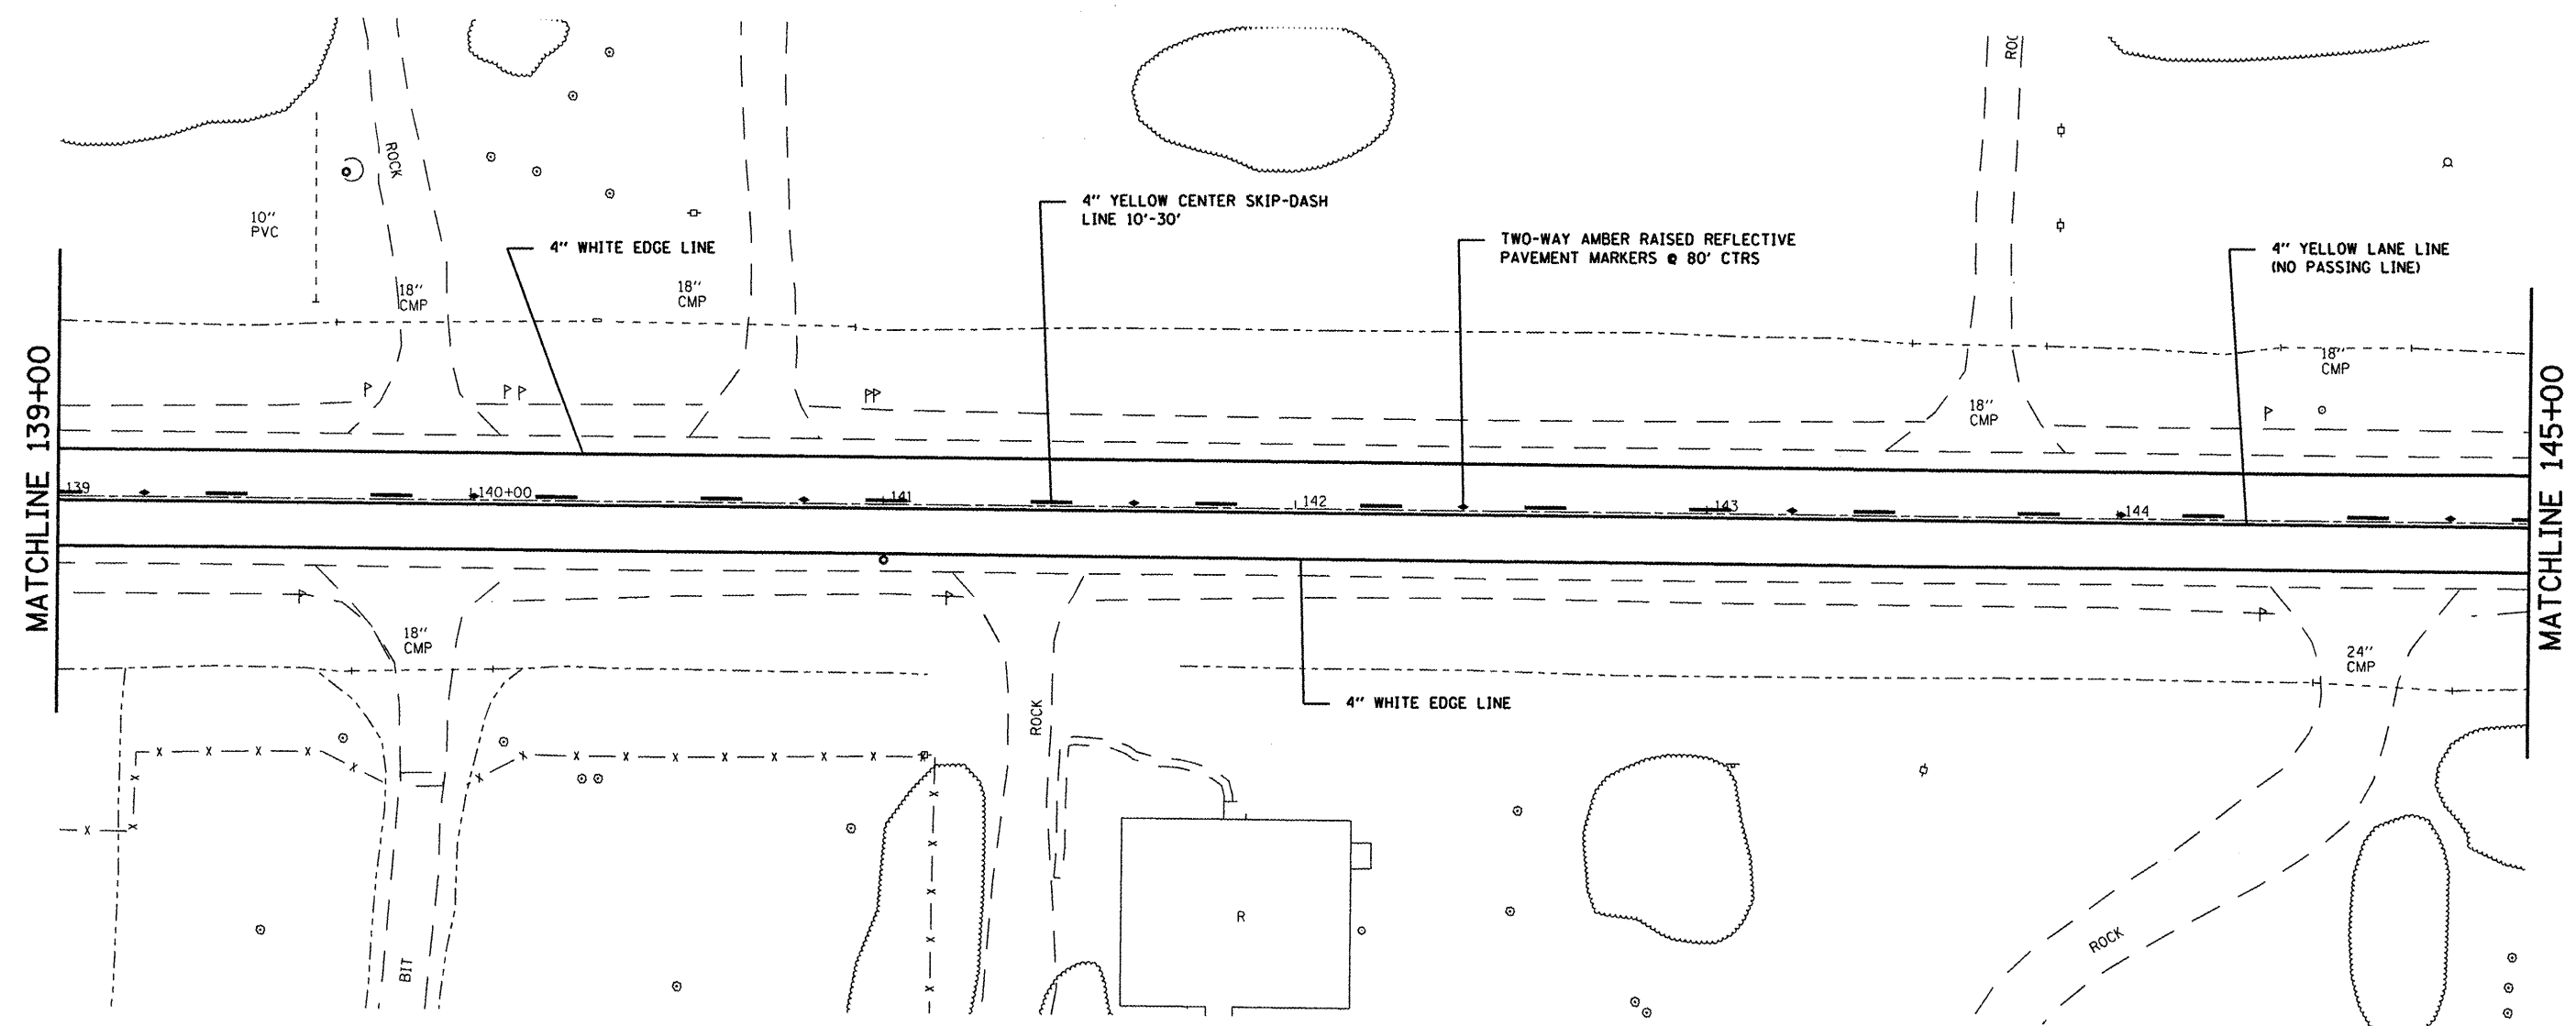 ROCK
ROC
10"
PVC
4" WHITE EDGE LINE
4" YELLOW CENTER SKIP-DASH
LINE 10'-30'
TWO-WAY AMBER RAISED REFLECTIVE
PAVEMENT MARKERS @ 80' CTRS
4" YELLOW LANE LINE
(NO PASSING LINE)
18"
CMP
18"
CMP
18"
CMP
18"
CMP
MATCHLINE 139+00
MATCHLINE 145+00
139
140+00
141
142
143
144
18"
CMP
24"
CMP
ROCK
4" WHITE EDGE LINE
R
BIT
ROCK